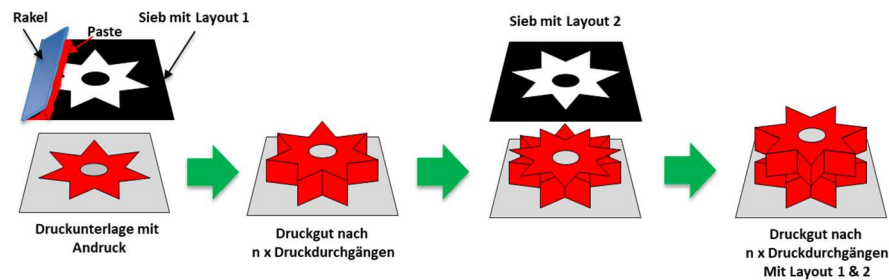 Rakel
Paste
Sieb mit Layout 1
Sieb mit Layout 2
Druckunterlage mit
Andruck
Druckgut nach
n x Druckdurchgängen
Druckgut nach
n x Druckdurchgängen
Mit Layout 1 & 2